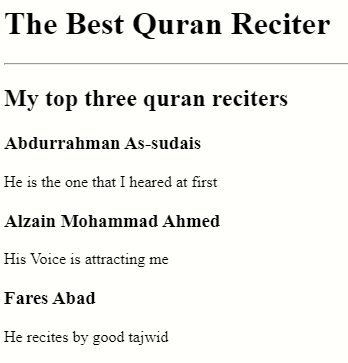 The Best Quran Reciter
My top three quran reciters
Abdurrahman As-sudais
He is the one that I heared at first
Alzain Mohammad Ahmed
His Voice is attracting me
Fares Abad
He recites by good tajwid